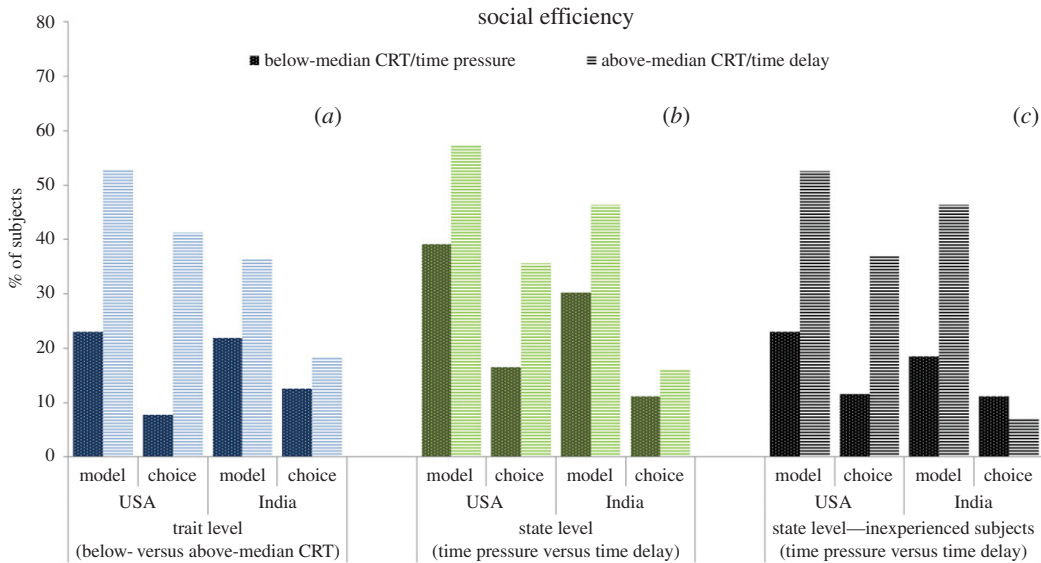 social efficiency
below-median CRT/time pressure
above-median CRT/time delay
(a)
(b)
(c)
% of subjects
80
70
60
50
40
30
20
10
0
model choice model choice
USA India
trait level
(below- versus above-median CRT)
model choice model choice
USA India
state level
(time pressure versus time delay)
model choice model choice
USA India
state level—inexperienced subjects
(time pressure versus time delay)